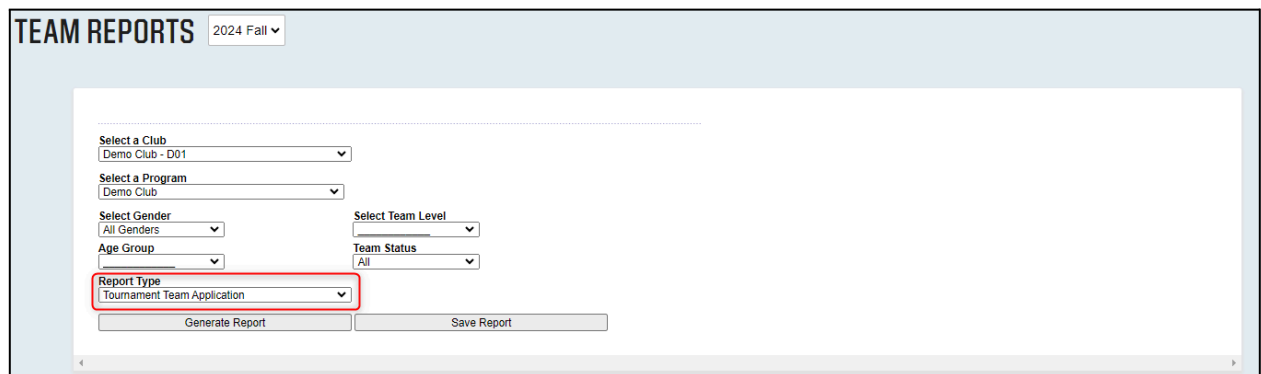 TEAM REPORTS 2024 Fall
Select a Club
Demo Club - D01
Select a Program
Demo Club
Select Gender Select Team Level
All Genders
Age Group Team Status
All
Report Type
Tournament Team Application
Generate Report Save Report